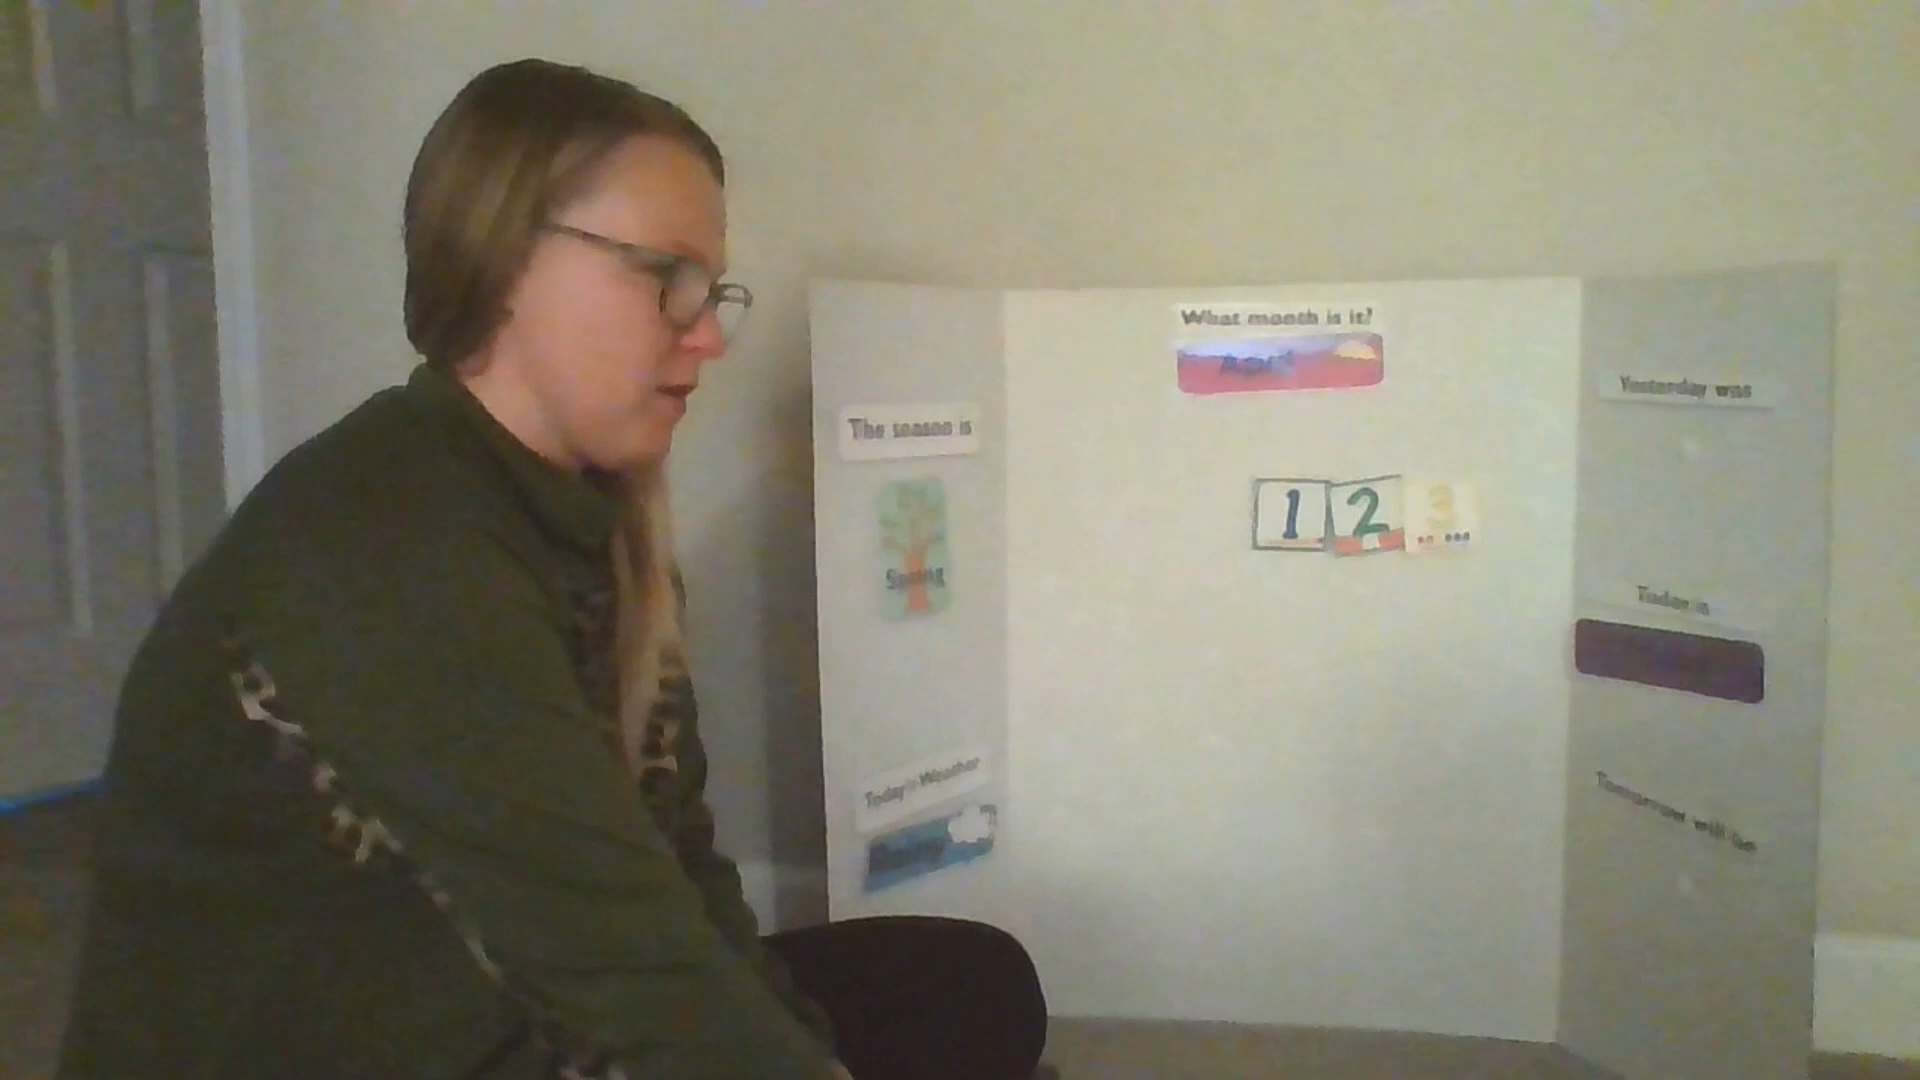 What month is it?
April
The season is
Spring
Today's Weather
1 2 3
Yesterday was
Today is
Tomorrow will be